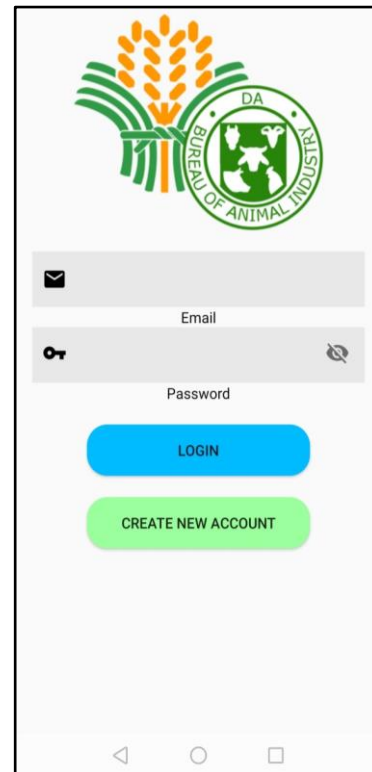 DA
BUREAU OF ANIMAL INDUSTRY
Email
Password
LOGIN
CREATE NEW ACCOUNT